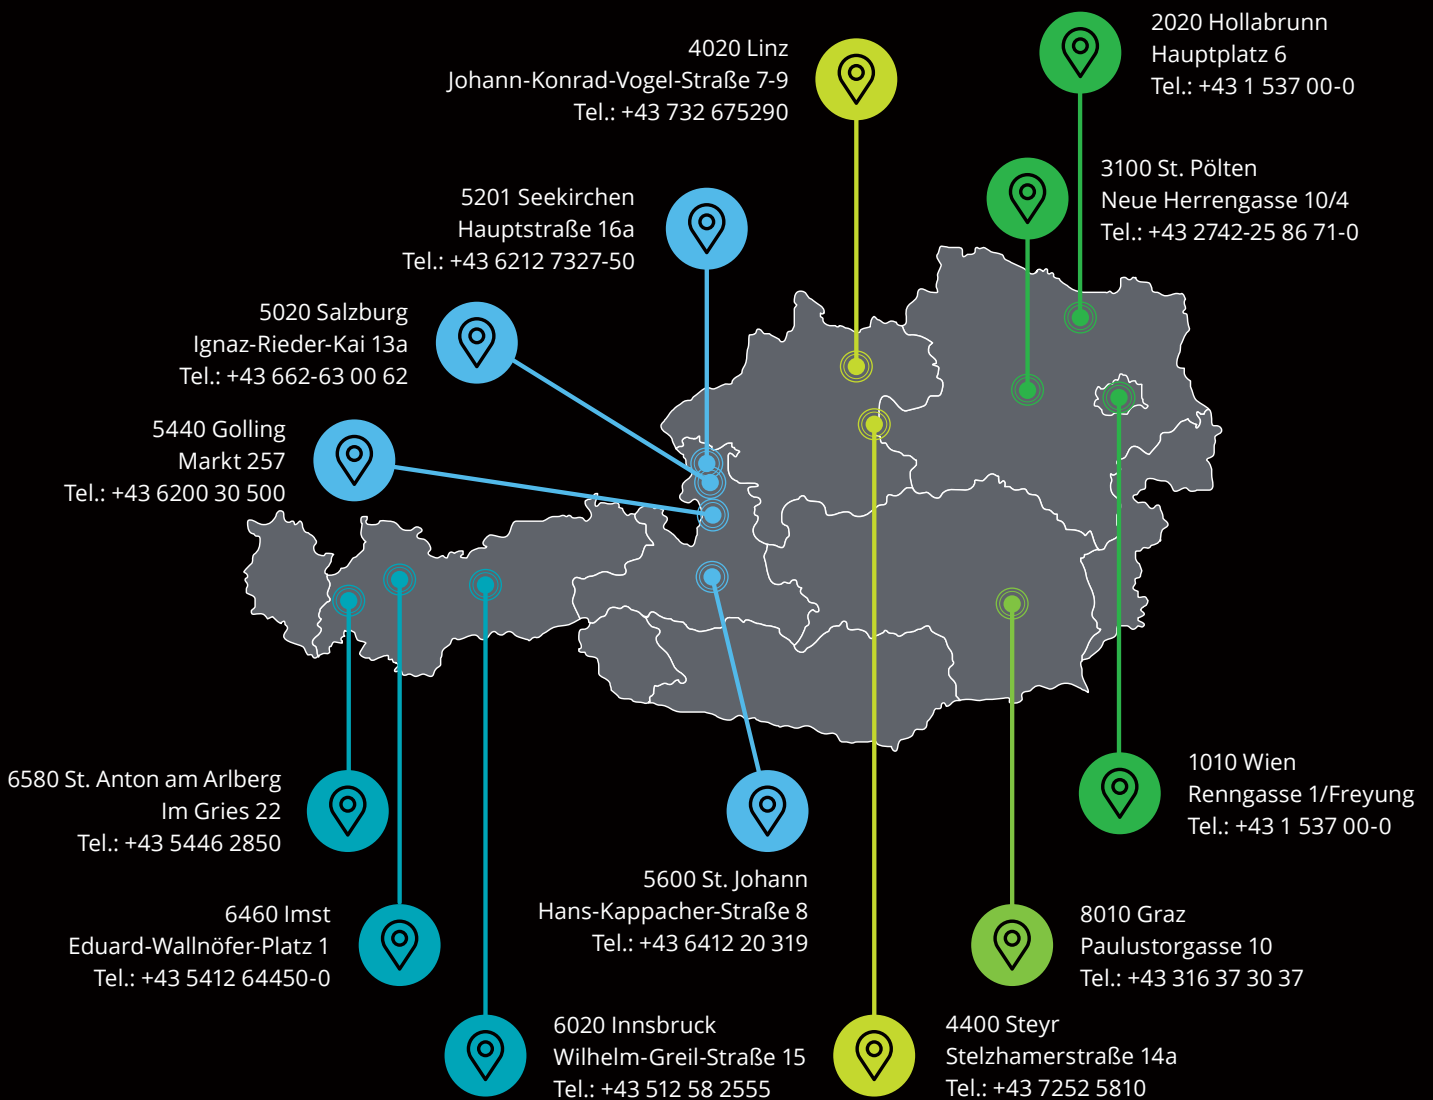 2020 Hollabrunn
Hauptplatz 6
Tel.: +43 1 537 00-0
4020 Linz
Johann-Konrad-Vogel-Straße 7-9
Tel.: +43 732 675290
3100 St. Pölten
Neue Herrengasse 10/4
Tel.: +43 2742-25 86 71-0
5201 Seekirchen
Hauptstraße 16a
Tel.: +43 6212 7327-50
5020 Salzburg
Ignaz-Rieder-Kai 13a
Tel.: +43 662-63 00 62
5440 Golling
Markt 257
Tel.: +43 6200 30 500
6580 St. Anton am Arlberg
Im Gries 22
Tel.: +43 5446 2850
1010 Wien
Renngasse 1/Freyung
Tel.: +43 1 537 00-0
5600 St. Johann
Hans-Kappacher-Straße 8
Tel.: +43 6412 20 319
6460 Imst
Eduard-Wallnöfer-Platz 1
Tel.: +43 5412 64450-0
8010 Graz
Paulustorgasse 10
Tel.: +43 316 37 30 37
6020 Innsbruck
Wilhelm-Greil-Straße 15
Tel.: +43 512 58 2555
4400 Steyr
Stelzhamerstraße 14a
Tel.: +43 7252 5810